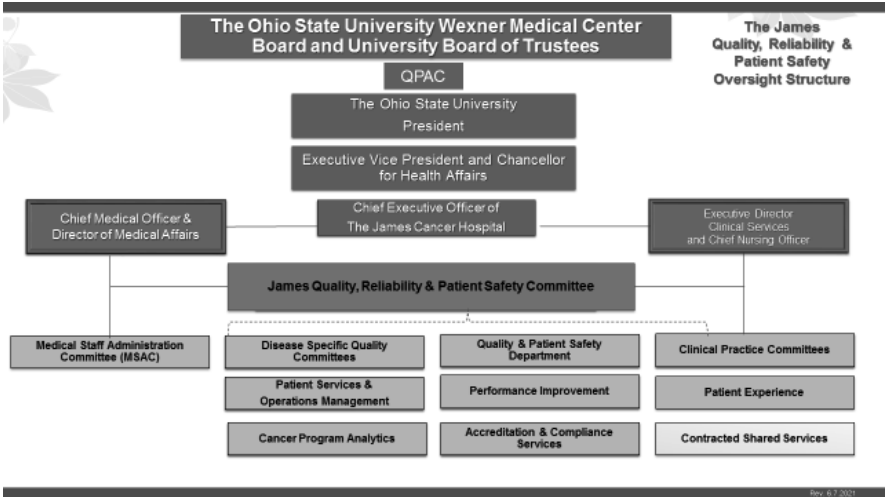 The Ohio State University Wexner Medical Center
Board and University Board of Trustees
The James
Quality, Reliability &
Patient Safety
Oversight Structure
QPAC
The Ohio State University
President
Executive Vice President and Chancellor
for Health Affairs
Chief Medical Officer &
Director of Medical Affairs
Chief Executive Officer of
The James Cancer Hospital
Executive Director
Clinical Services
and Chief Nursing Officer
James Quality, Reliability & Patient Safety Committee
Medical Staff Administration
Committee (MSAC)
Disease Specific Quality
Committees
Quality & Patient Safety
Department
Clinical Practice Committees
Patient Services &
Operations Management
Performance Improvement
Patient Experience
Cancer Program Analytics
Accreditation & Compliance
Services
Contracted Shared Services
Rev. 6.7.2021